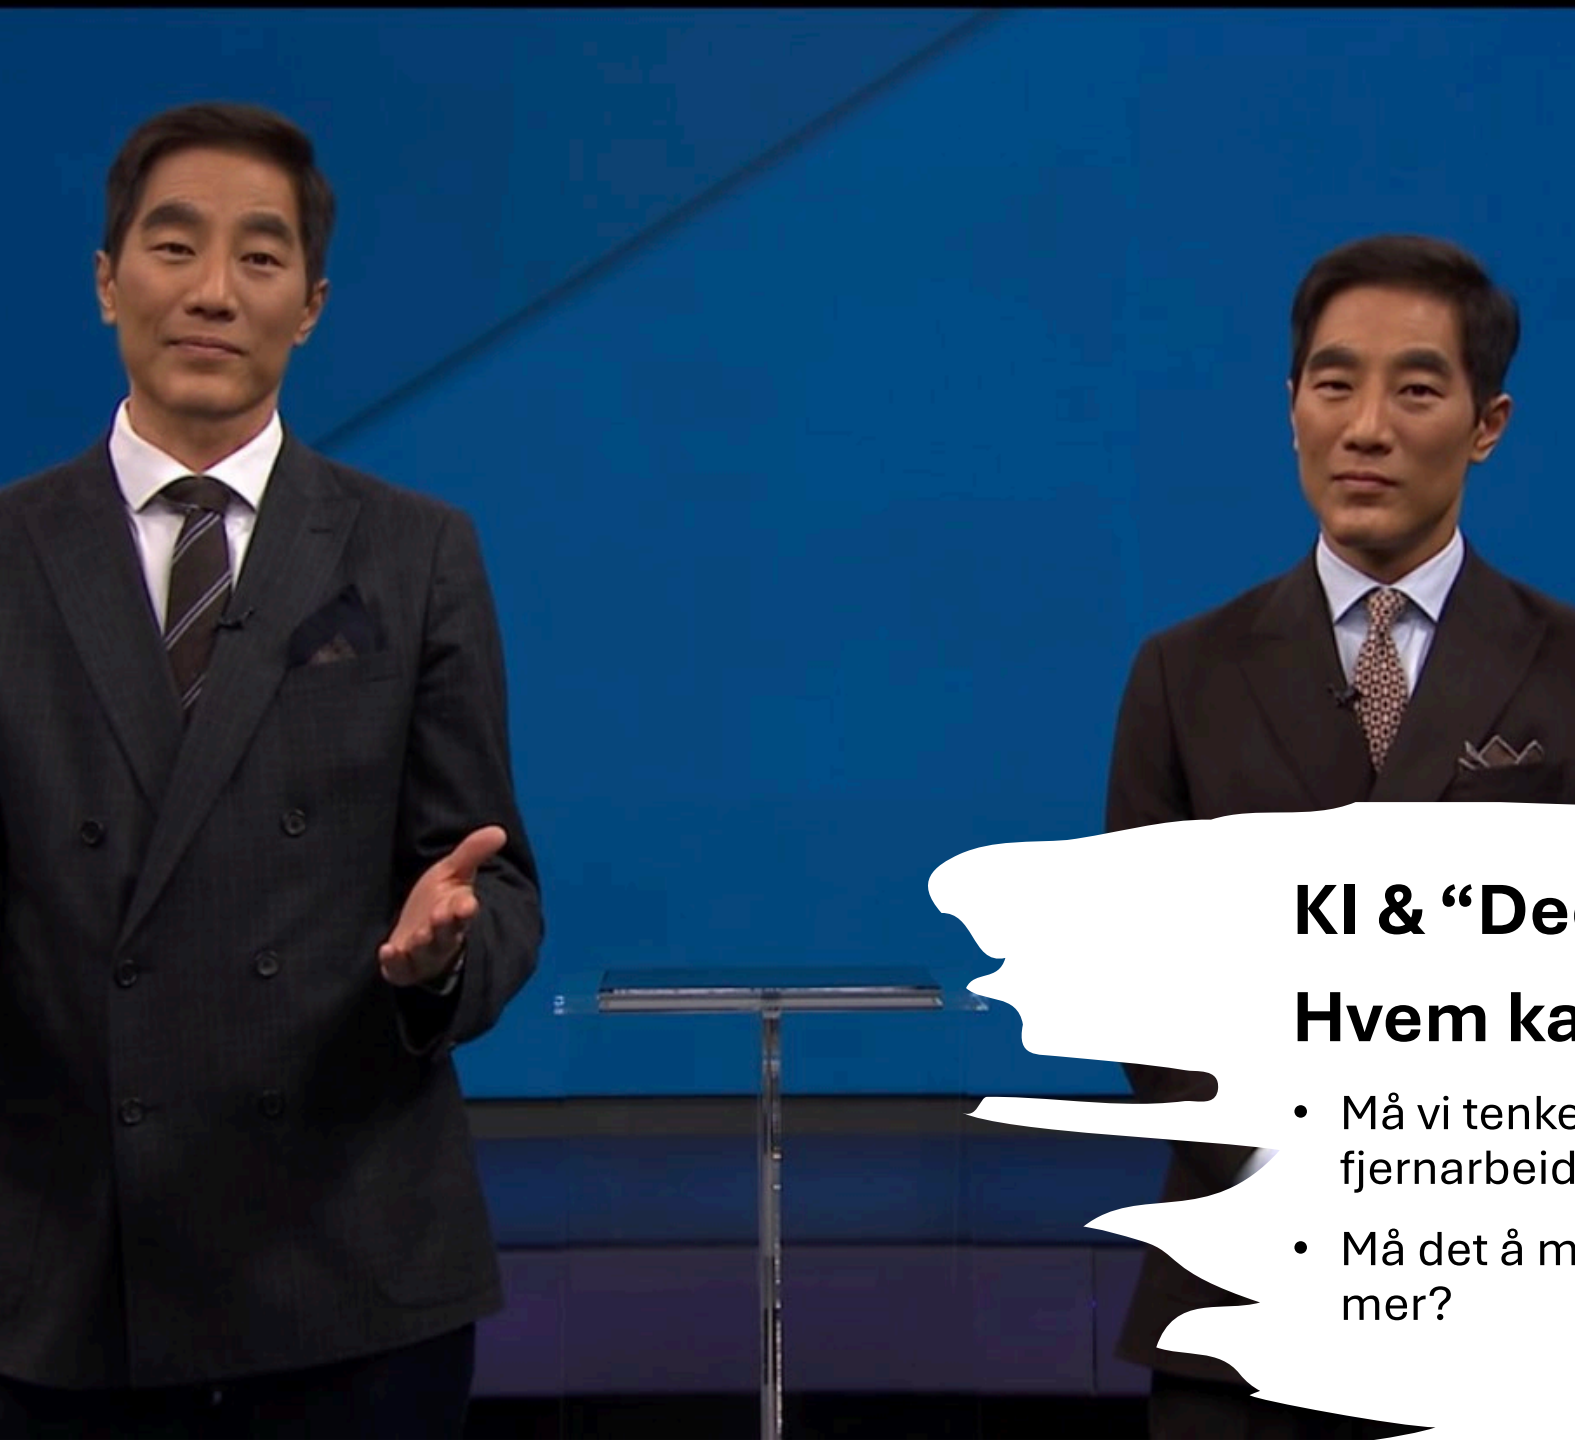 KI & “De
Hvem ka
• Må vi tenke
fjernarbeid
• Må det å m
mer?